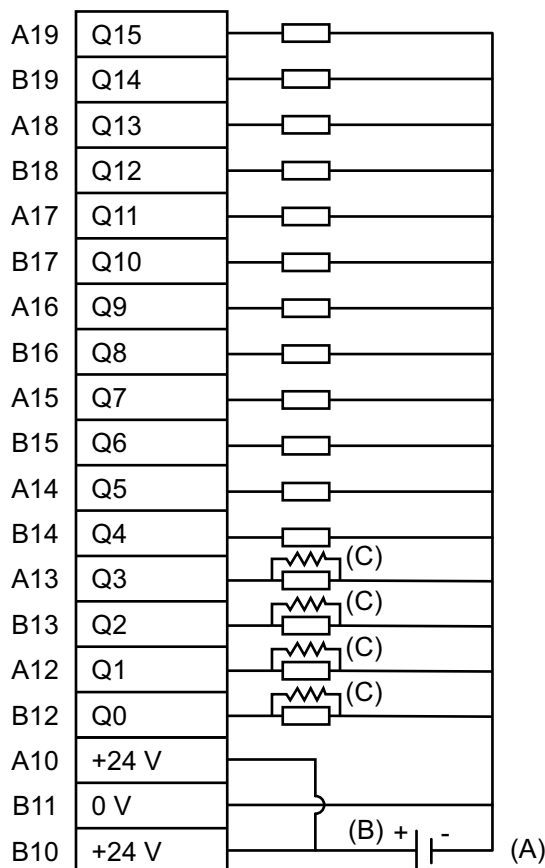 A19 Q15
B19 Q14
A18 Q13
B18 Q12
A17 Q11
B17 Q10
A16 Q9
B16 Q8
A15 Q7
B15 Q6
A14 Q5
B14 Q4
(C)
A13 Q3
(C)
B13 Q2
(C)
A12 Q1
(C)
B12 Q0
A10 +24 V
B11 0 V
B10 +24 V (B) + - (A)